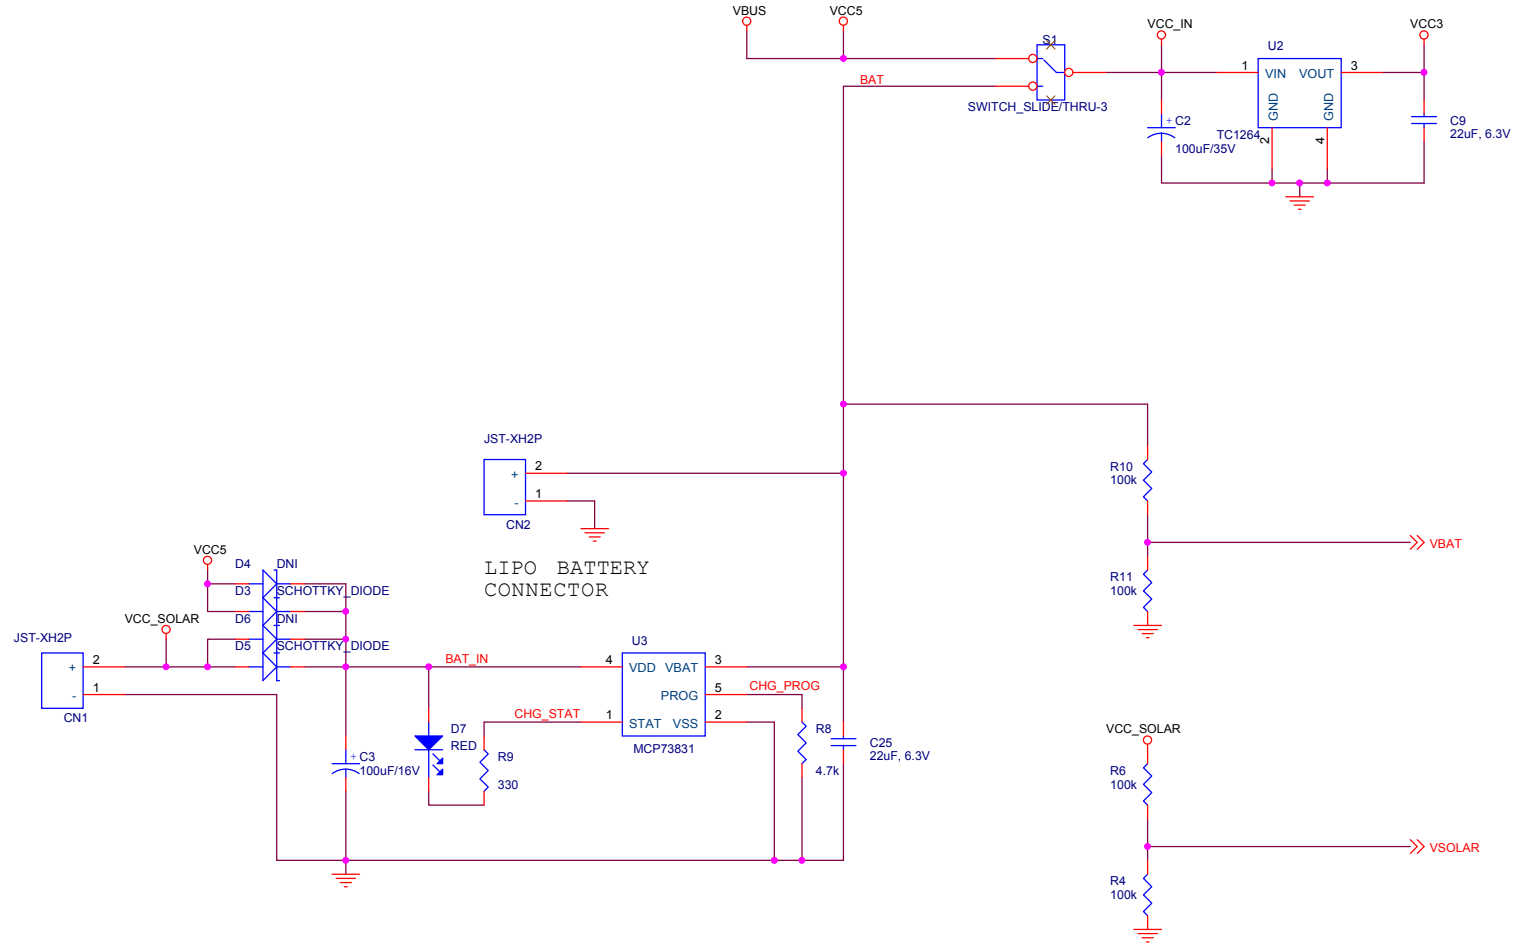 VBUS
VCC5
VCC_IN
VCC3
S1
U2
BAT
1
VIN
VOUT
3
GND
GND
SWITCH_SLIDE/THRU-3
+
C2
100uF/35V
TC1264
2
4
C9
22uF, 6.3V
JST-XH2P
+
2
-
1
CN2
LIPO BATTERY
CONNECTOR
R10
100k
VBAT
R11
100k
VCC5
D4
DNI
D3
SCHOTTKY_DIODE
D6
DNI
D5
SCHOTTKY_DIODE
VCC_SOLAR
JST-XH2P
+
2
-
1
CN1
BAT_IN
U3
4
VDD
VBAT
3
PROG
5
CHG_PROG
CHG_STAT
1
STAT
VSS
2
MCP73831
+
C3
100uF/16V
D7
RED
R9
330
R8
4.7k
C25
22uF, 6.3V
VCC_SOLAR
R6
100k
VSOLAR
R4
100k